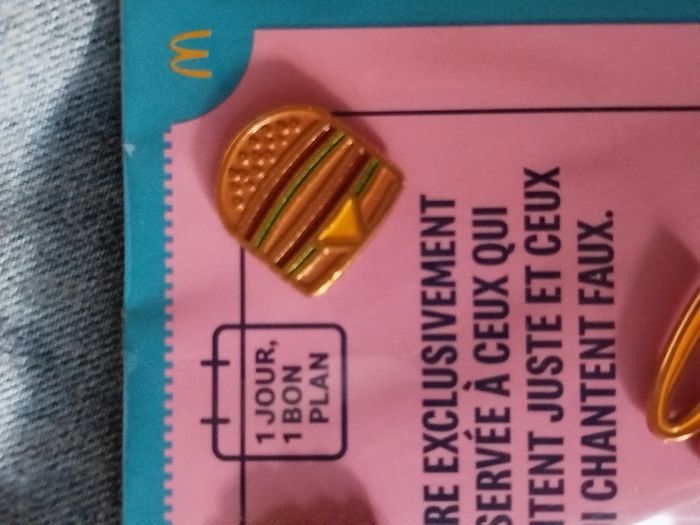 1 JOUR,
1 BON
PLAN
RE EXCLUSIVEMENT
SERVÉE À CEUX QUI
TENT JUSTE ET CEUX
I CHANTENT FAUX.